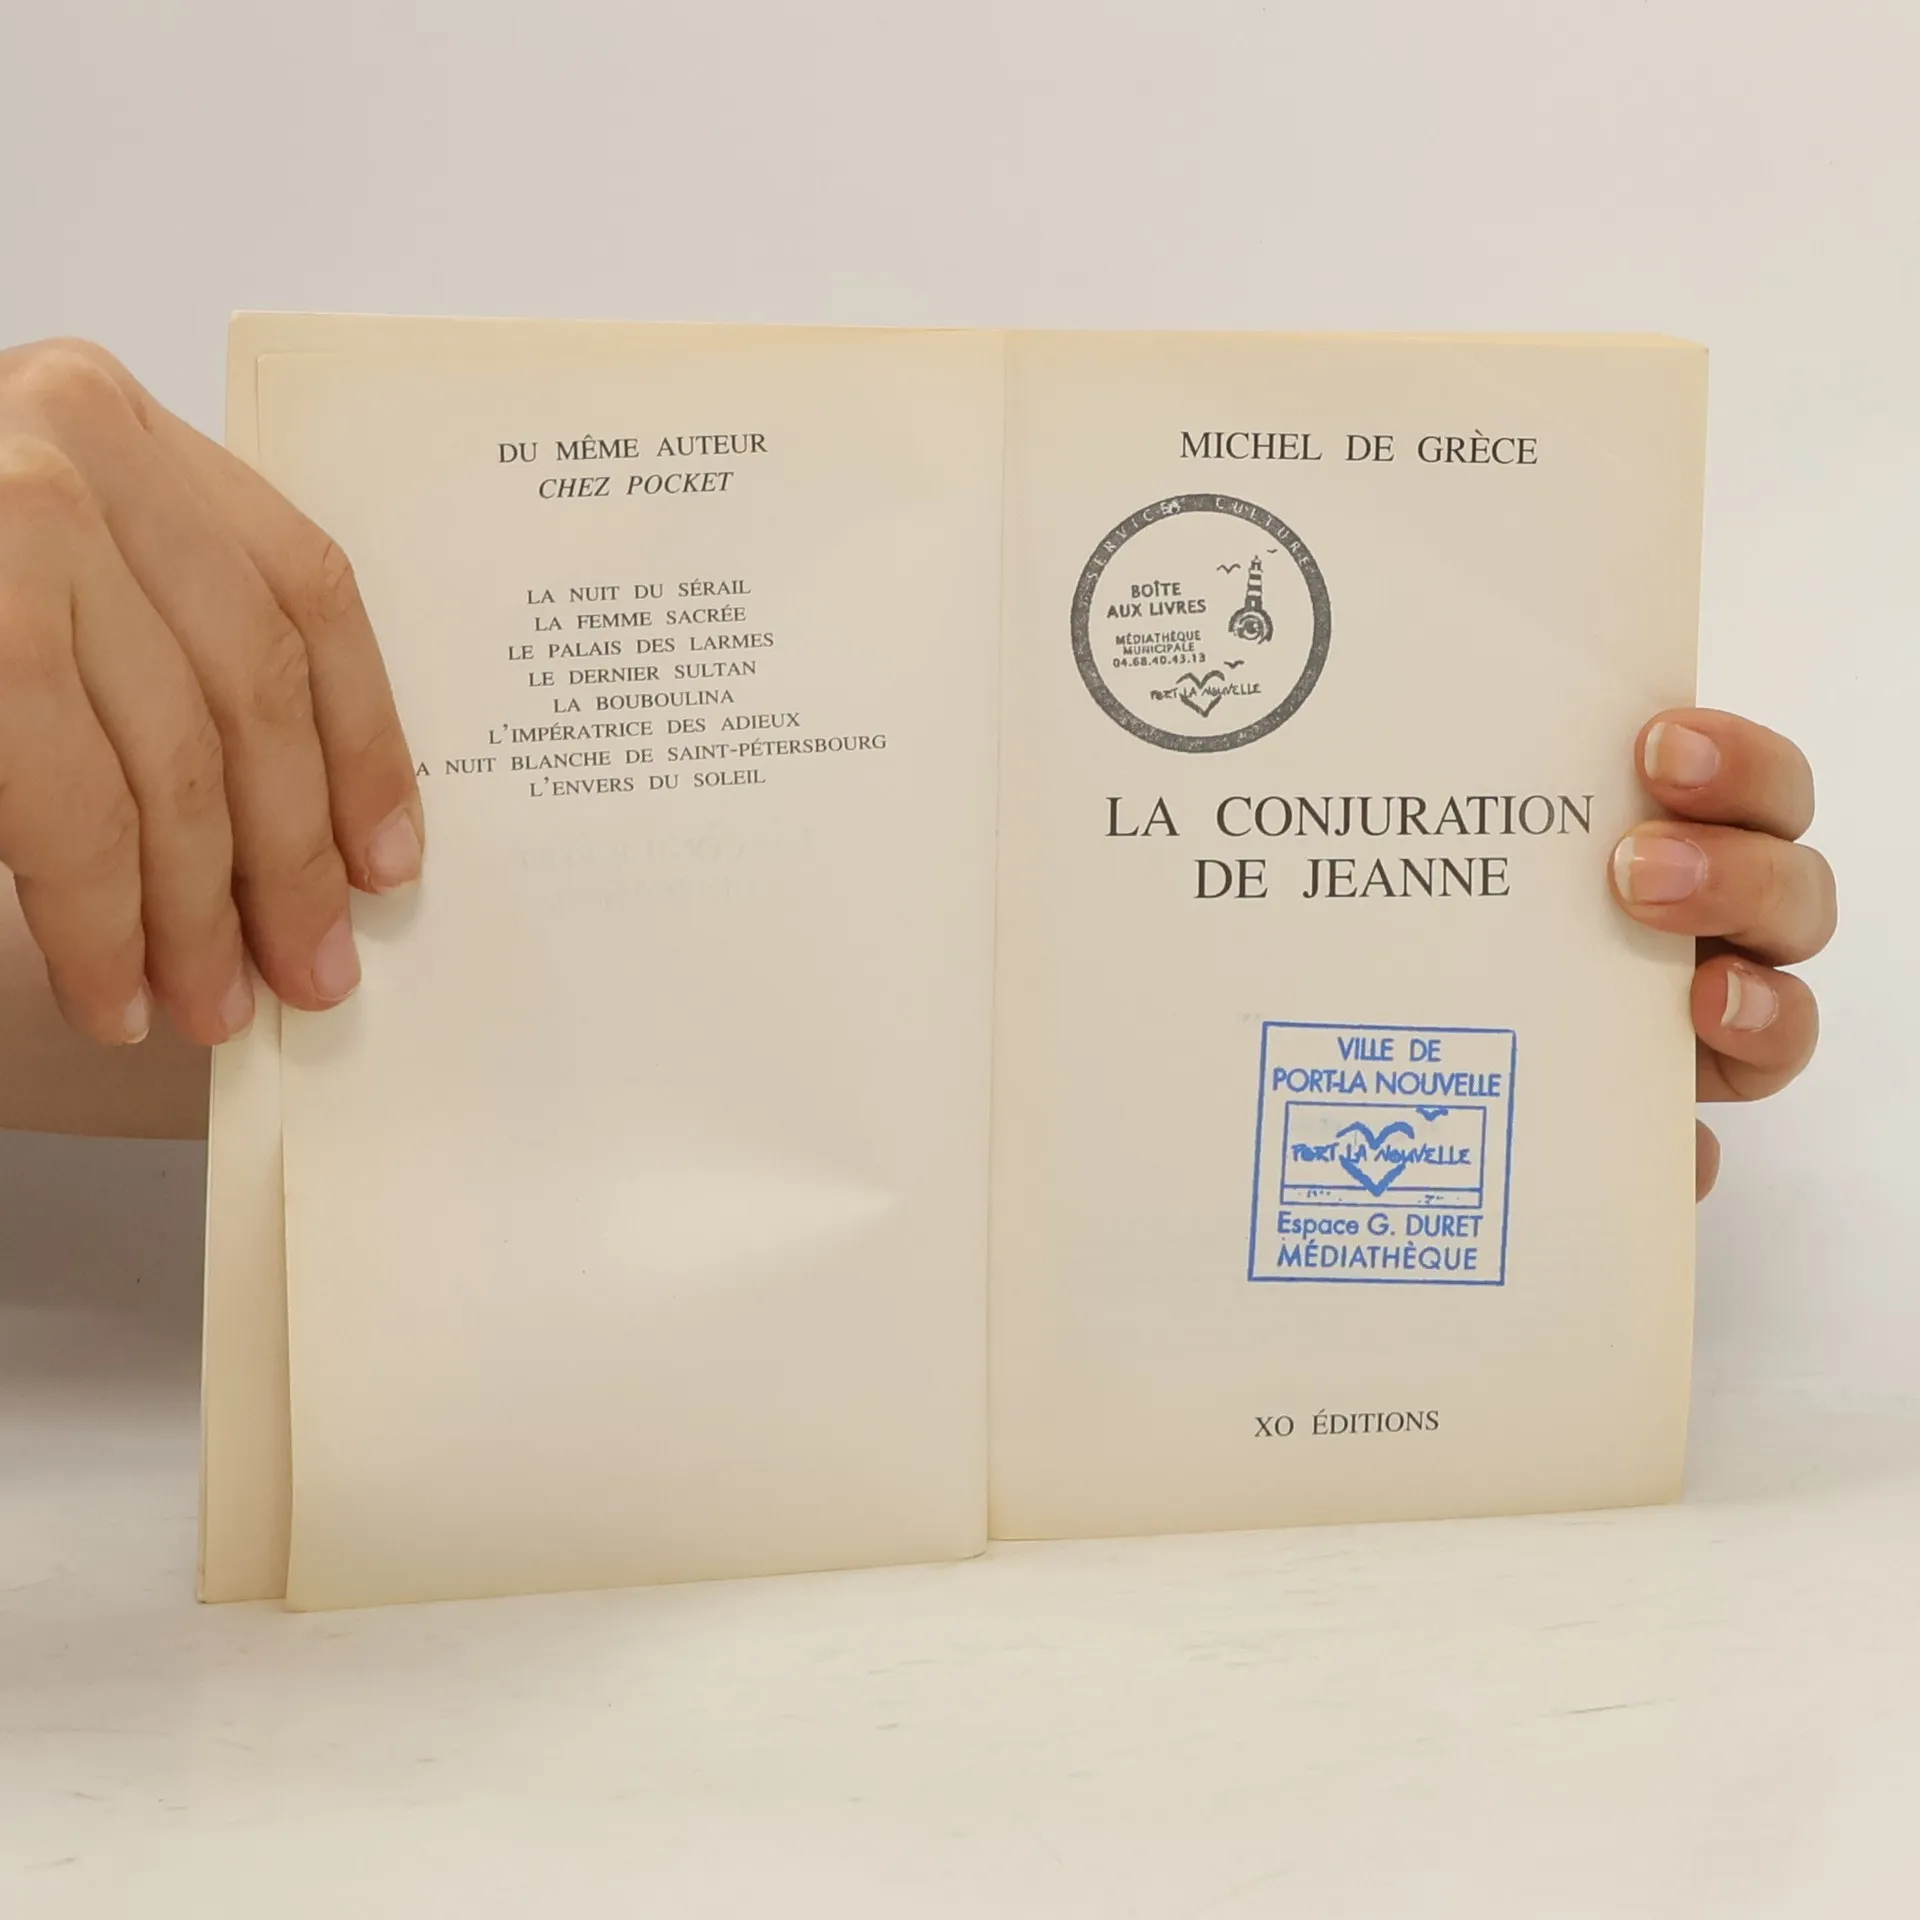 DU MÊME AUTEUR
CHEZ POCKET
LA NUIT DU SÉRAIL
LA FEMME SACRÉE
LE PALAIS DES LARMES
LE DERNIER SULTAN
LA BOUBOULINA
L'IMPÉRATRICE DES ADIEUX
A NUIT BLANCHE DE SAINT-PÉTERSBOURG
L'ENVERS DU SOLEIL
MICHEL DE GRÈCE
SERVICE CULTURE
BOÎTE
AUX LIVRES
MÉDIATHÈQUE
MUNICIPALE
04.68.40.43.13
PORT LA NOUVELLE
LA CONJURATION
DE JEANNE
VILLE DE
PORT-LA NOUVELLE
PORT LA NOUVELLE
Espace G. DURET
MÉDIATHÈQUE
XO ÉDITIONS